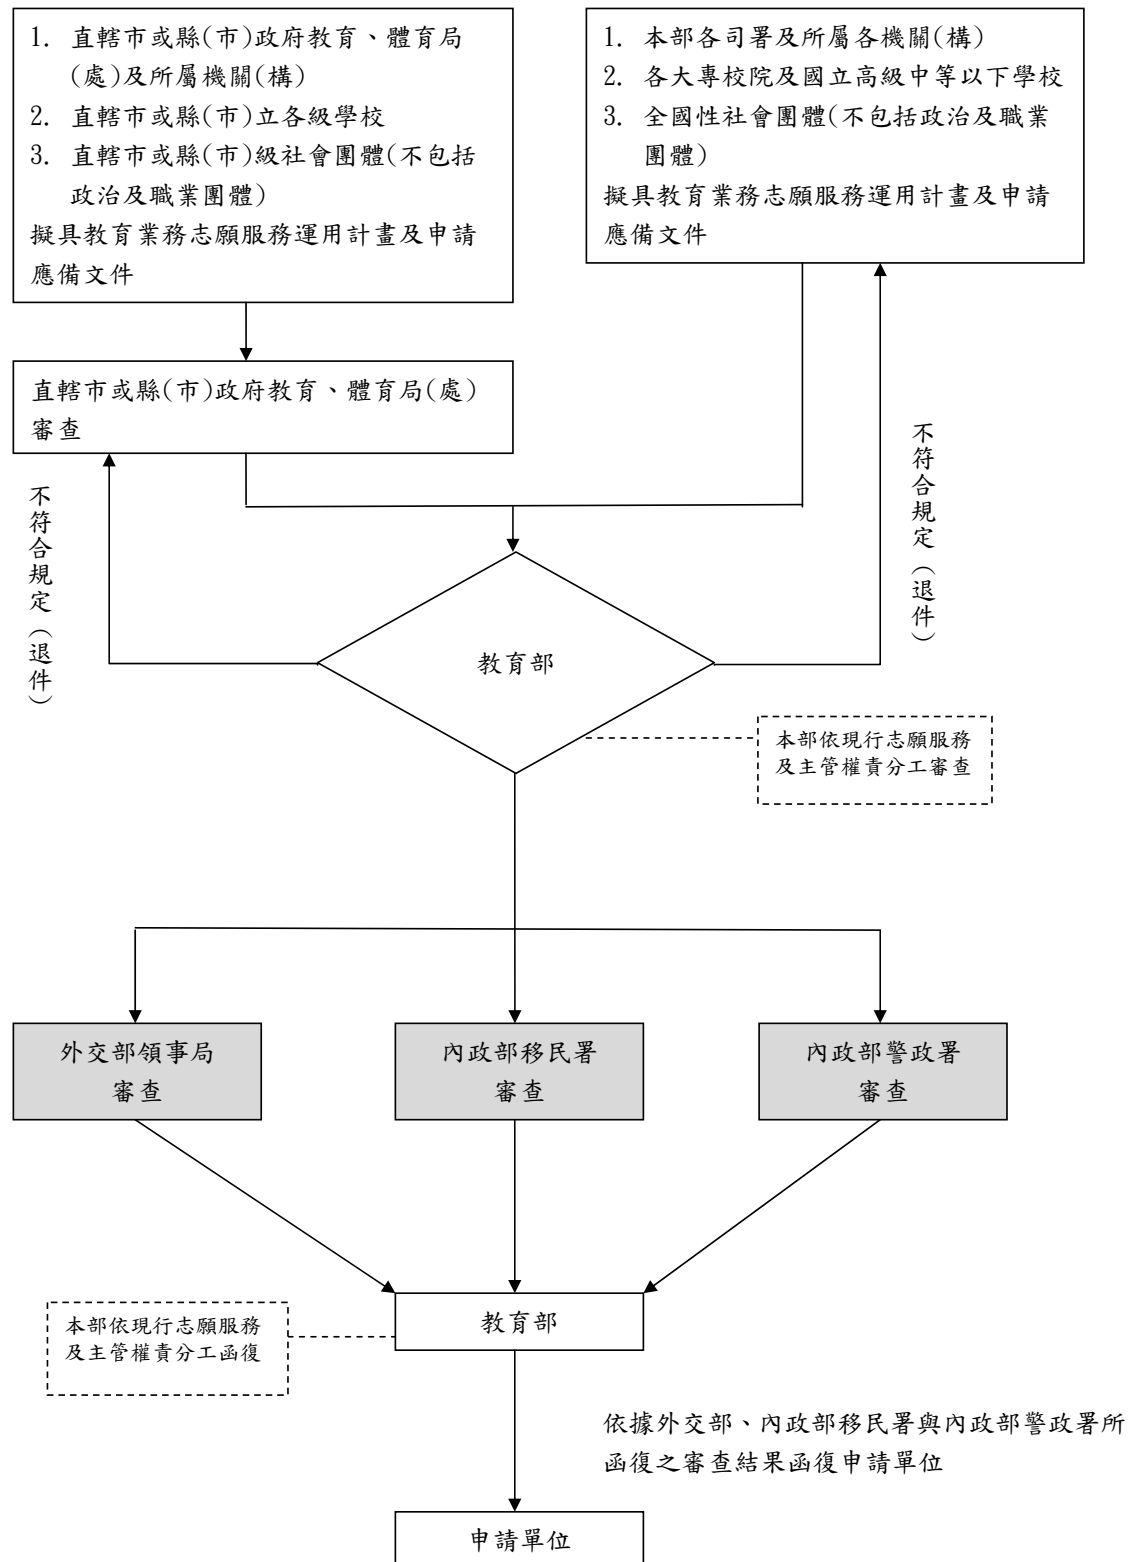 1. 直轄市或縣(市)政府教育、體育局
(處)及所屬機關(構)
2. 直轄市或縣(市)立各級學校
3. 直轄市或縣(市)級社會團體(不包括
政治及職業團體)
擬具教育業務志願服務運用計畫及申請
應備文件
1. 本部各司署及所屬各機關(構)
2. 各大專校院及國立高級中等以下學校
3. 全國性社會團體(不包括政治及職業
團體)
擬具教育業務志願服務運用計畫及申請
應備文件
直轄市或縣(市)政府教育、體育局(處)
審查
不符合規定（退件）
不符合規定（退件）
教育部
本部依現行志願服務
及主管權責分工審查
外交部領事局
審查
內政部移民署
審查
內政部警政署
審查
教育部
本部依現行志願服務
及主管權責分工函復
依據外交部、內政部移民署與內政部警政署所
函復之審查結果函復申請單位
申請單位